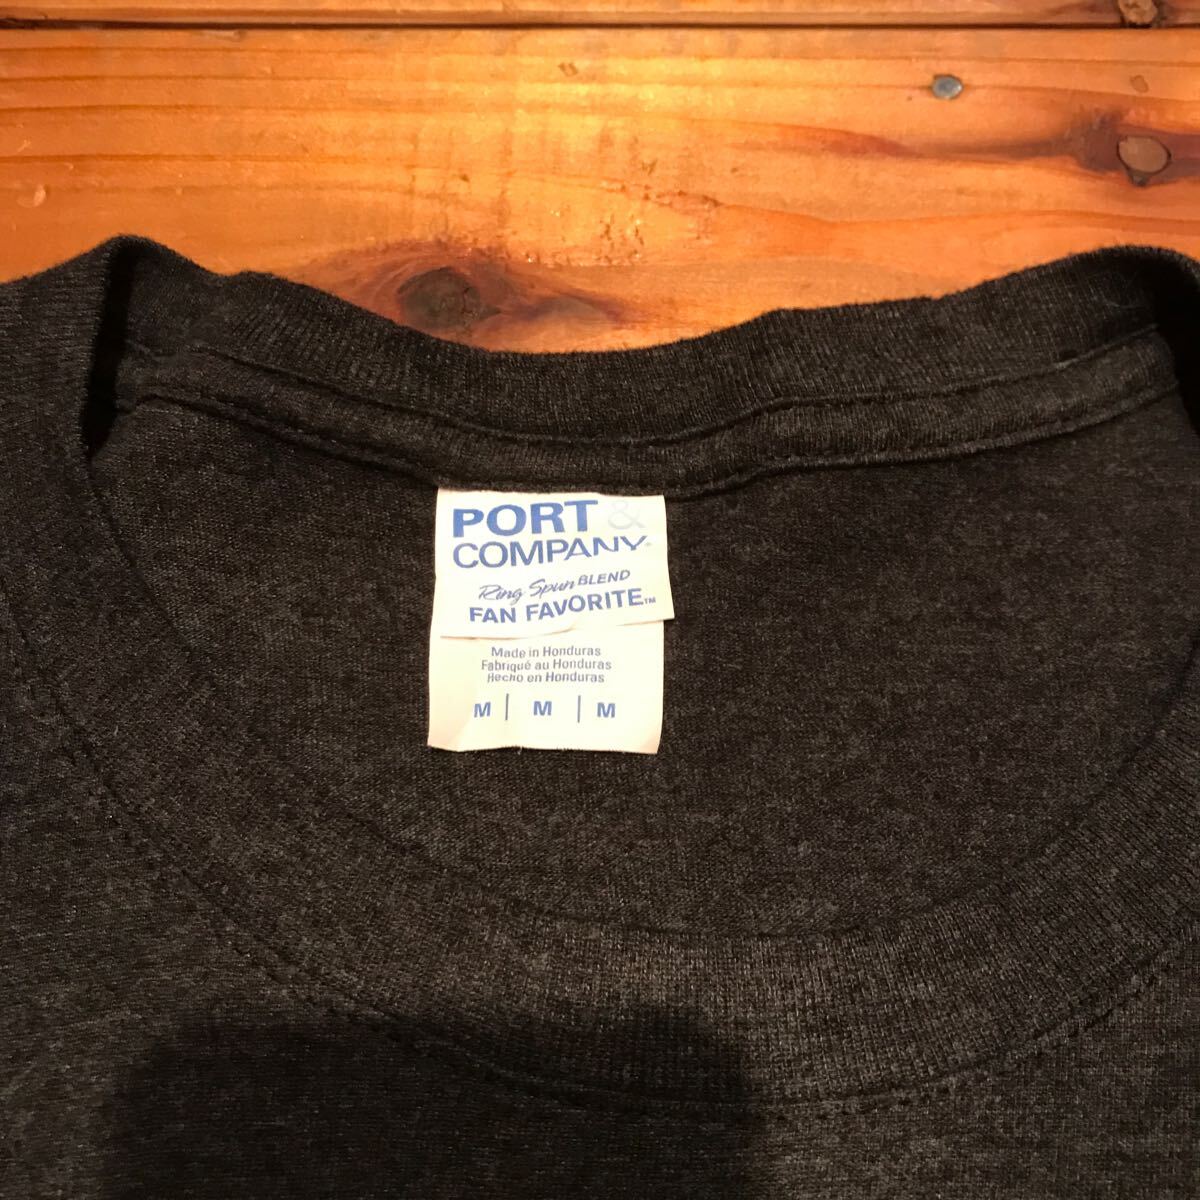 PORT &
COMPANY®
Ring Spun BLEND
FAN FAVORITE™
Made in Honduras
Fabriqué au Honduras
Hecho en Honduras
M | M | M